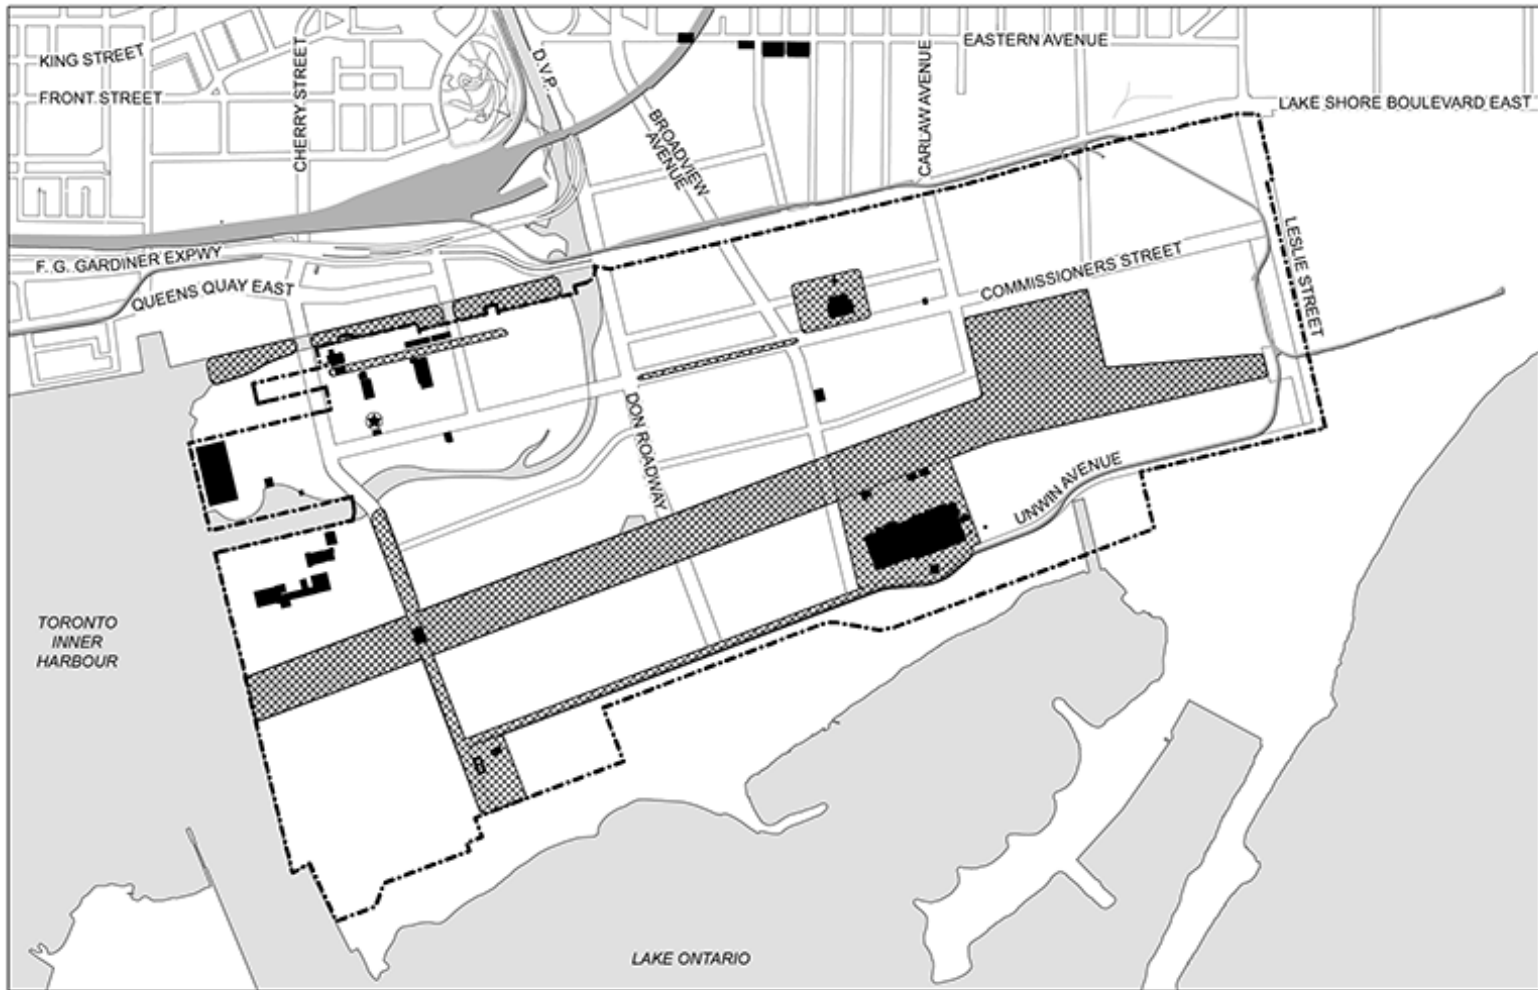 KING STREET
FRONT STREET
CHERRY STREET
D.V.P.
BROADVIEW
AVENUE
CARLAW AVENUE
EASTERN AVENUE
LAKE SHORE BOULEVARD EAST
F. G. GARDINER EXPWY
QUEENS QUAY EAST
COMMISSIONERS STREET
LESLIE STREET
DON ROADWAY
UNWIN AVENUE
TORONTO
INNER
HARBOUR
LAKE ONTARIO